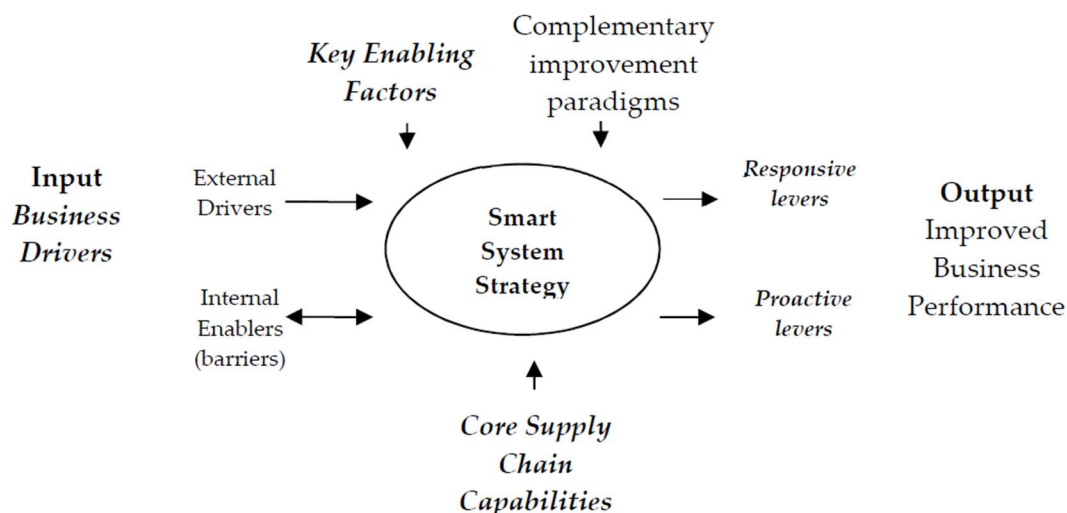 Key Enabling
Factors
Complementary
improvement
paradigms
Input
Business
Drivers
External
Drivers
Internal
Enablers
(barriers)
Smart
System
Strategy
Responsive
levers
Proactive
levers
Output
Improved
Business
Performance
Core Supply
Chain
Capabilities